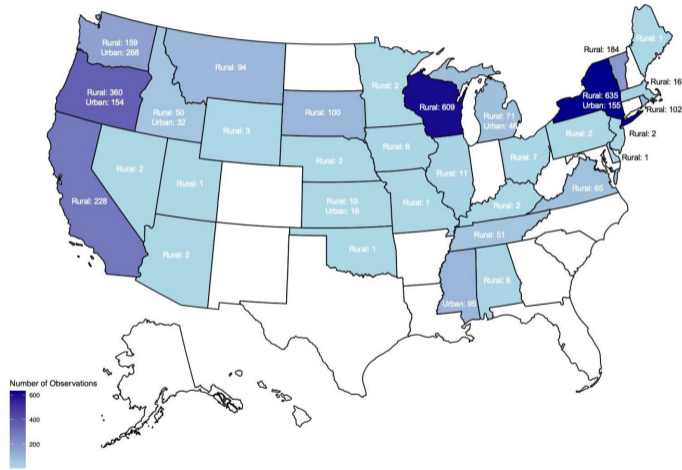 Rural: 1
Rural: 159
Urban: 268
Rural: 184
Rural: 94
Rural: 2
Rural: 16
Rural: 360
Urban: 154
Rural: 635
Urban: 155
Rural: 609
Rural: 102
Rural: 50
Urban: 32
Rural: 100
Rural: 71
Urban: 46
Rural: 3
Rural: 2
Rural: 2
Rural: 6
Rural: 7
Rural: 1
Rural: 2
Rural: 2
Rural: 1
Rural: 11
Rural: 65
Rural: 228
Rural: 10
Urban: 16
Rural: 1
Rural: 2
Rural: 51
Rural: 2
Rural: 1
Rural: 6
Urban: 95
Number of Observations
600
400
200